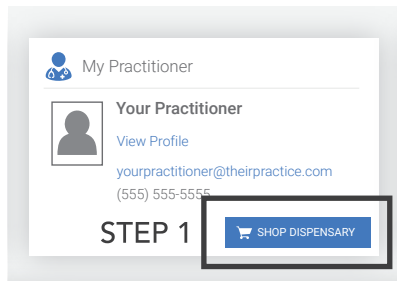 My Practitioner
Your Practitioner
View Profile
yourpractitioner@theirpractice.com
(555) 555-5555
STEP 1
SHOP DISPENSARY